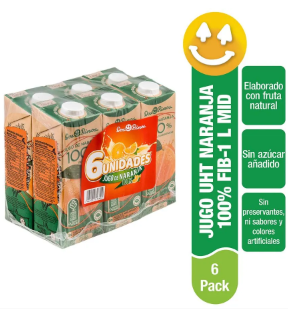 6 UNIDADES
JUGO DE NARANJA
100%
JUGO UHT NARANJA
100% FIB-1 L MID
6
Pack
Elaborado
con fruta
natural
Sin azúcar
añadido
Sin
preservantes,
ni sabores y
colores
artificiales